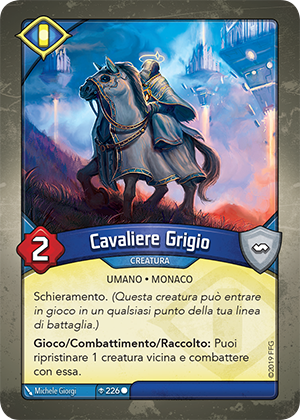 Cavaliere Grigio
CREATURA
2
UMANO • MONACO
Schieramento. (Questa creatura può entrare
in gioco in un qualsiasi punto della tua linea
di battaglia.)
Gioco/Combattimento/Raccolto: Puoi
ripristinare 1 creatura vicina e combattere
con essa.
©2019 FFG
Michele Giorgi
226